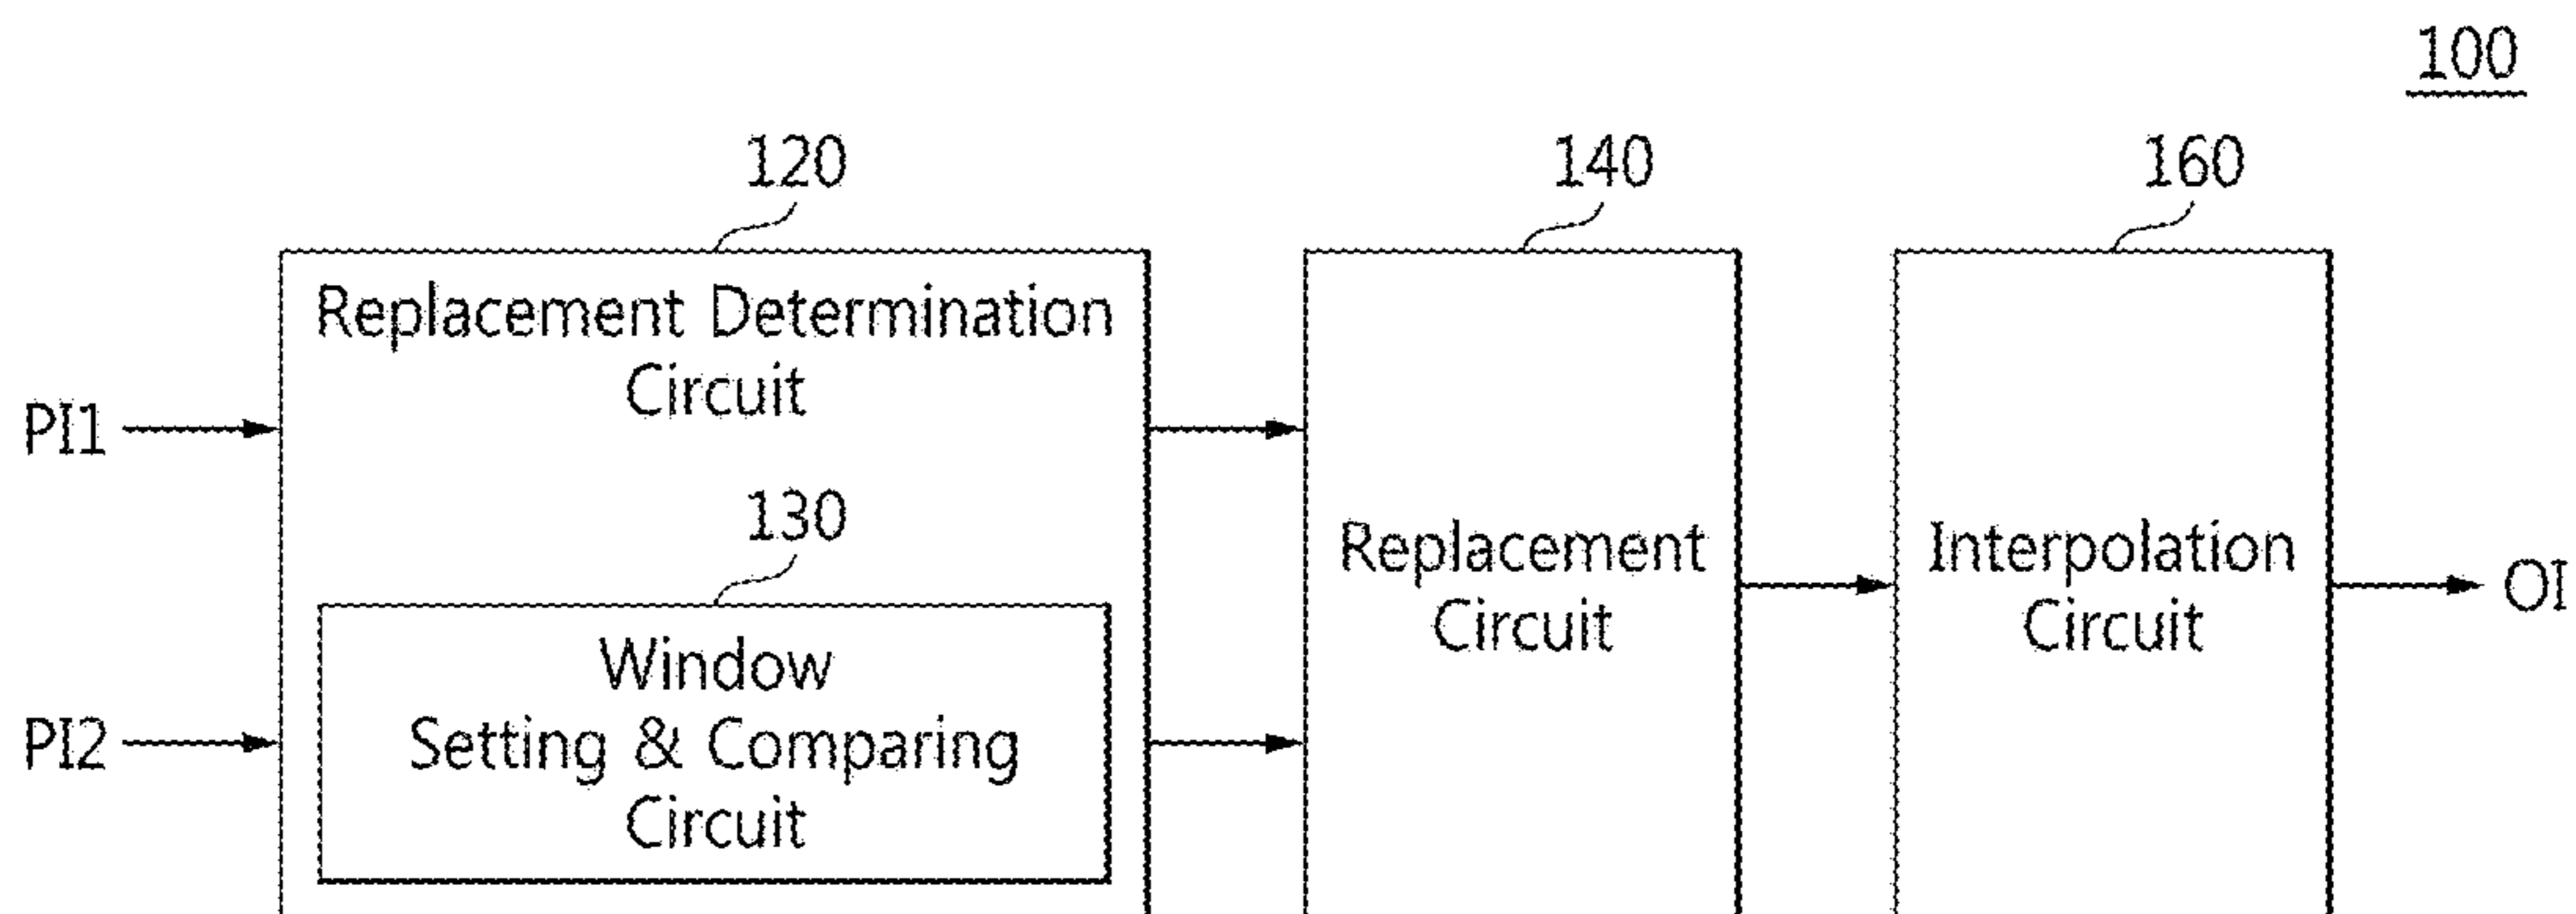 100
120
140
160
Replacement Determination
Circuit
PI1
130
Replacement
Circuit
Interpolation
Circuit
OI
Window
Setting & Comparing
Circuit
PI2